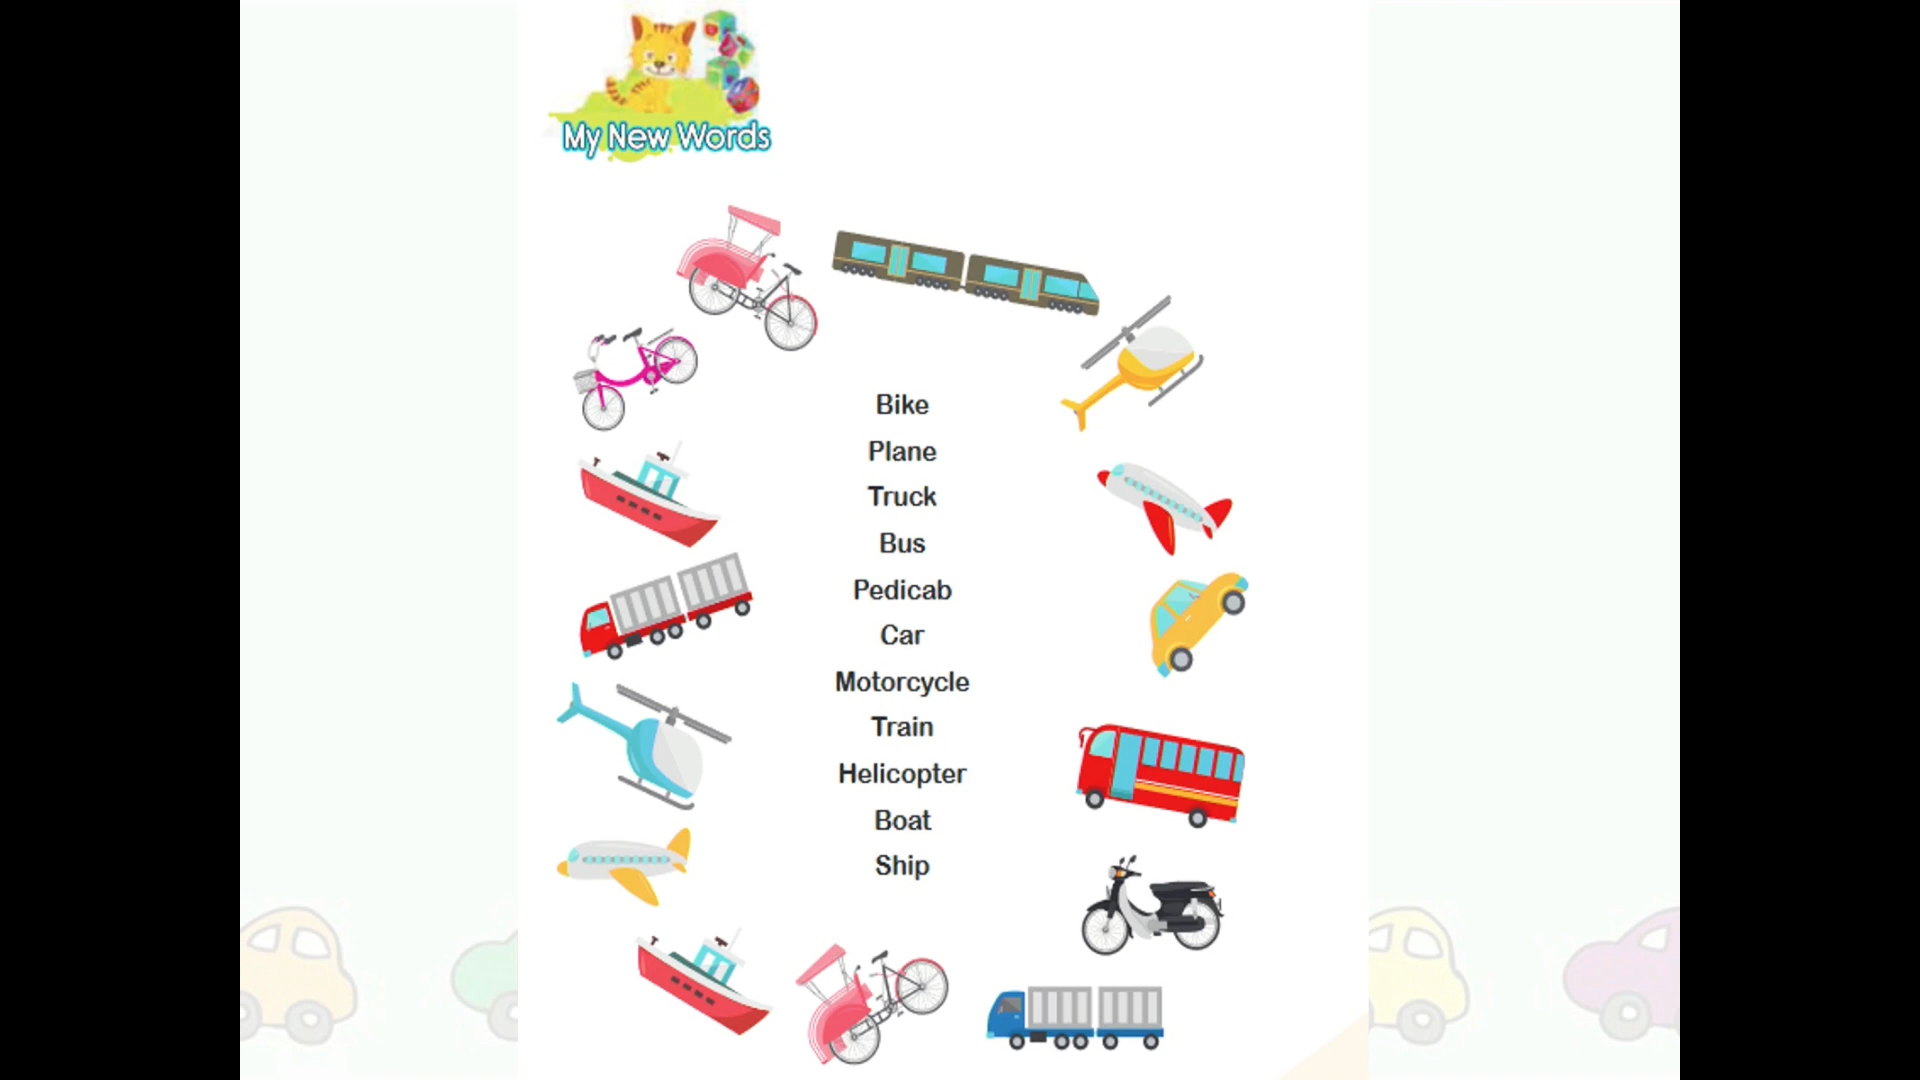 My New Words
Bike
Plane
Truck
Bus
Pedicab
Car
Motorcycle
Train
Helicopter
Boat
Ship